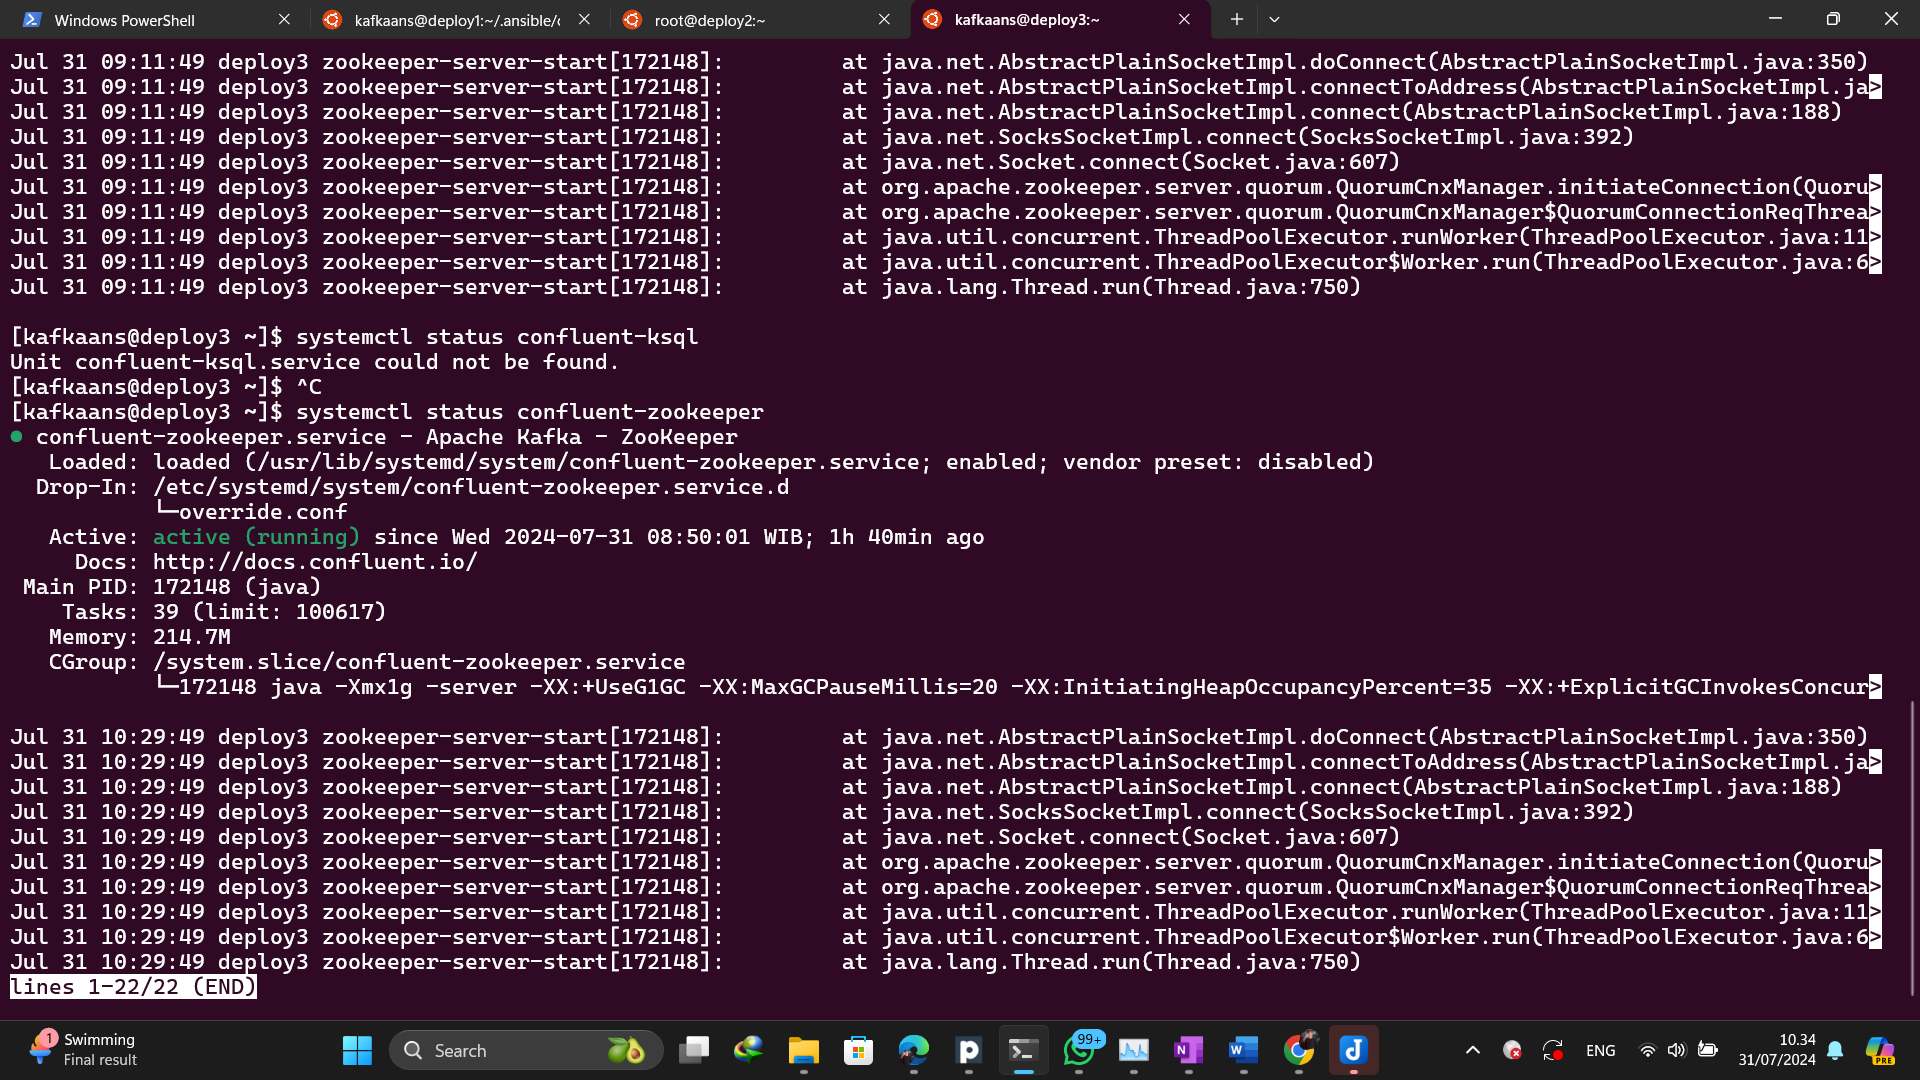 Windows PowerShell
kafkaans@deploy1:~/.ansible/c
root@deploy2:~
kafkaans@deploy3:~
Jul 31 09:11:49 deploy3 zookeeper-server-start[172148]:         at java.net.AbstractPlainSocketImpl.doConnect(AbstractPlainSocketImpl.java:350)
Jul 31 09:11:49 deploy3 zookeeper-server-start[172148]:         at java.net.AbstractPlainSocketImpl.connectToAddress(AbstractPlainSocketImpl.ja>
Jul 31 09:11:49 deploy3 zookeeper-server-start[172148]:         at java.net.AbstractPlainSocketImpl.connect(AbstractPlainSocketImpl.java:188)
Jul 31 09:11:49 deploy3 zookeeper-server-start[172148]:         at java.net.SocksSocketImpl.connect(SocksSocketImpl.java:392)
Jul 31 09:11:49 deploy3 zookeeper-server-start[172148]:         at java.net.Socket.connect(Socket.java:607)
Jul 31 09:11:49 deploy3 zookeeper-server-start[172148]:         at org.apache.zookeeper.server.quorum.QuorumCnxManager.initiateConnection(Quoru>
Jul 31 09:11:49 deploy3 zookeeper-server-start[172148]:         at org.apache.zookeeper.server.quorum.QuorumCnxManager$QuorumConnectionReqThrea>
Jul 31 09:11:49 deploy3 zookeeper-server-start[172148]:         at java.util.concurrent.ThreadPoolExecutor.runWorker(ThreadPoolExecutor.java:11>
Jul 31 09:11:49 deploy3 zookeeper-server-start[172148]:         at java.util.concurrent.ThreadPoolExecutor$Worker.run(ThreadPoolExecutor.java:6>
Jul 31 09:11:49 deploy3 zookeeper-server-start[172148]:         at java.lang.Thread.run(Thread.java:750)
[kafkaans@deploy3 ~]$ systemctl status confluent-ksql
Unit confluent-ksql.service could not be found.
[kafkaans@deploy3 ~]$ ^C
[kafkaans@deploy3 ~]$ systemctl status confluent-zookeeper
● confluent-zookeeper.service - Apache Kafka - ZooKeeper
   Loaded: loaded (/usr/lib/systemd/system/confluent-zookeeper.service; enabled; vendor preset: disabled)
  Drop-In: /etc/systemd/system/confluent-zookeeper.service.d
           └─override.conf
   Active: active (running) since Wed 2024-07-31 08:50:01 WIB; 1h 40min ago
     Docs: http://docs.confluent.io/
 Main PID: 172148 (java)
    Tasks: 39 (limit: 100617)
   Memory: 214.7M
   CGroup: /system.slice/confluent-zookeeper.service
           └─172148 java -Xmx1g -server -XX:+UseG1GC -XX:MaxGCPauseMillis=20 -XX:InitiatingHeapOccupancyPercent=35 -XX:+ExplicitGCInvokesConcur>
Jul 31 10:29:49 deploy3 zookeeper-server-start[172148]:         at java.net.AbstractPlainSocketImpl.doConnect(AbstractPlainSocketImpl.java:350)
Jul 31 10:29:49 deploy3 zookeeper-server-start[172148]:         at java.net.AbstractPlainSocketImpl.connectToAddress(AbstractPlainSocketImpl.ja>
Jul 31 10:29:49 deploy3 zookeeper-server-start[172148]:         at java.net.AbstractPlainSocketImpl.connect(AbstractPlainSocketImpl.java:188)
Jul 31 10:29:49 deploy3 zookeeper-server-start[172148]:         at java.net.SocksSocketImpl.connect(SocksSocketImpl.java:392)
Jul 31 10:29:49 deploy3 zookeeper-server-start[172148]:         at java.net.Socket.connect(Socket.java:607)
Jul 31 10:29:49 deploy3 zookeeper-server-start[172148]:         at org.apache.zookeeper.server.quorum.QuorumCnxManager.initiateConnection(Quoru>
Jul 31 10:29:49 deploy3 zookeeper-server-start[172148]:         at org.apache.zookeeper.server.quorum.QuorumCnxManager$QuorumConnectionReqThrea>
Jul 31 10:29:49 deploy3 zookeeper-server-start[172148]:         at java.util.concurrent.ThreadPoolExecutor.runWorker(ThreadPoolExecutor.java:11>
Jul 31 10:29:49 deploy3 zookeeper-server-start[172148]:         at java.util.concurrent.ThreadPoolExecutor$Worker.run(ThreadPoolExecutor.java:6>
Jul 31 10:29:49 deploy3 zookeeper-server-start[172148]:         at java.lang.Thread.run(Thread.java:750)
lines 1-22/22 (END)
1
Swimming
Final result
Search
99+
ENG
10.34
31/07/2024
PRE